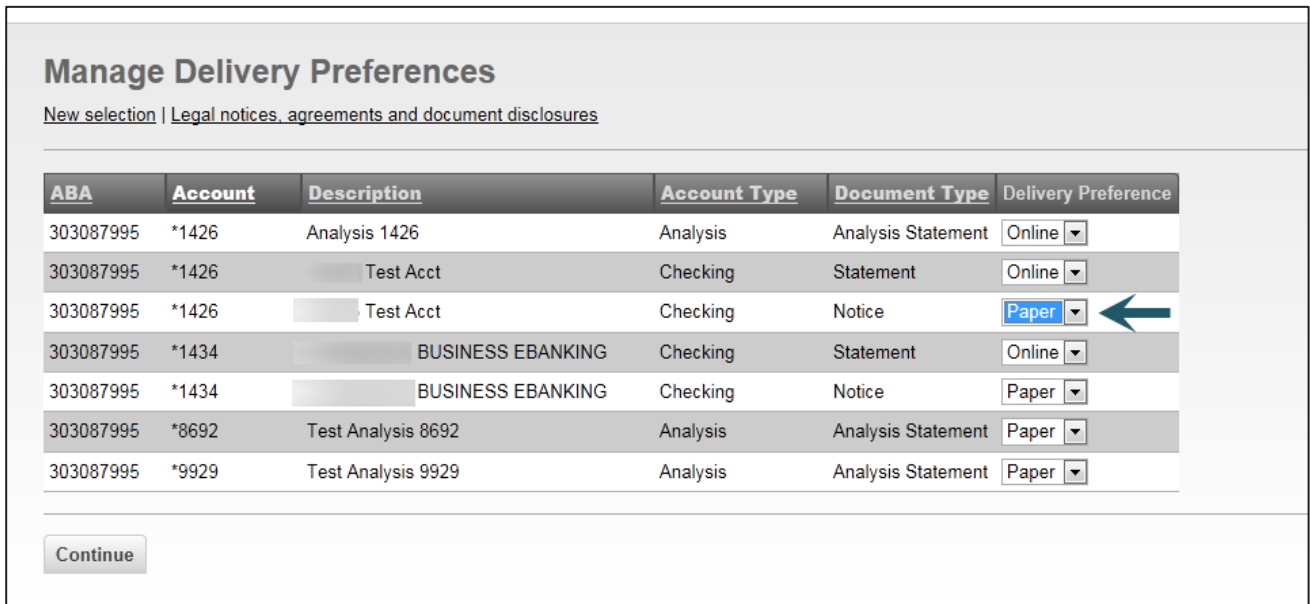 Manage Delivery Preferences
New selection | Legal notices, agreements and document disclosures
ABA Account Description Account Type Document Type Delivery Preference
303087995 *1426 Analysis 1426 Analysis Analysis Statement Online
303087995 *1426 Test Acct Checking Statement Online
303087995 *1426 Test Acct Checking Notice Paper
303087995 *1434 BUSINESS EBANKING Checking Statement Online
303087995 *1434 BUSINESS EBANKING Checking Notice Paper
303087995 *8692 Test Analysis 8692 Analysis Analysis Statement Paper
303087995 *9929 Test Analysis 9929 Analysis Analysis Statement Paper
Continue